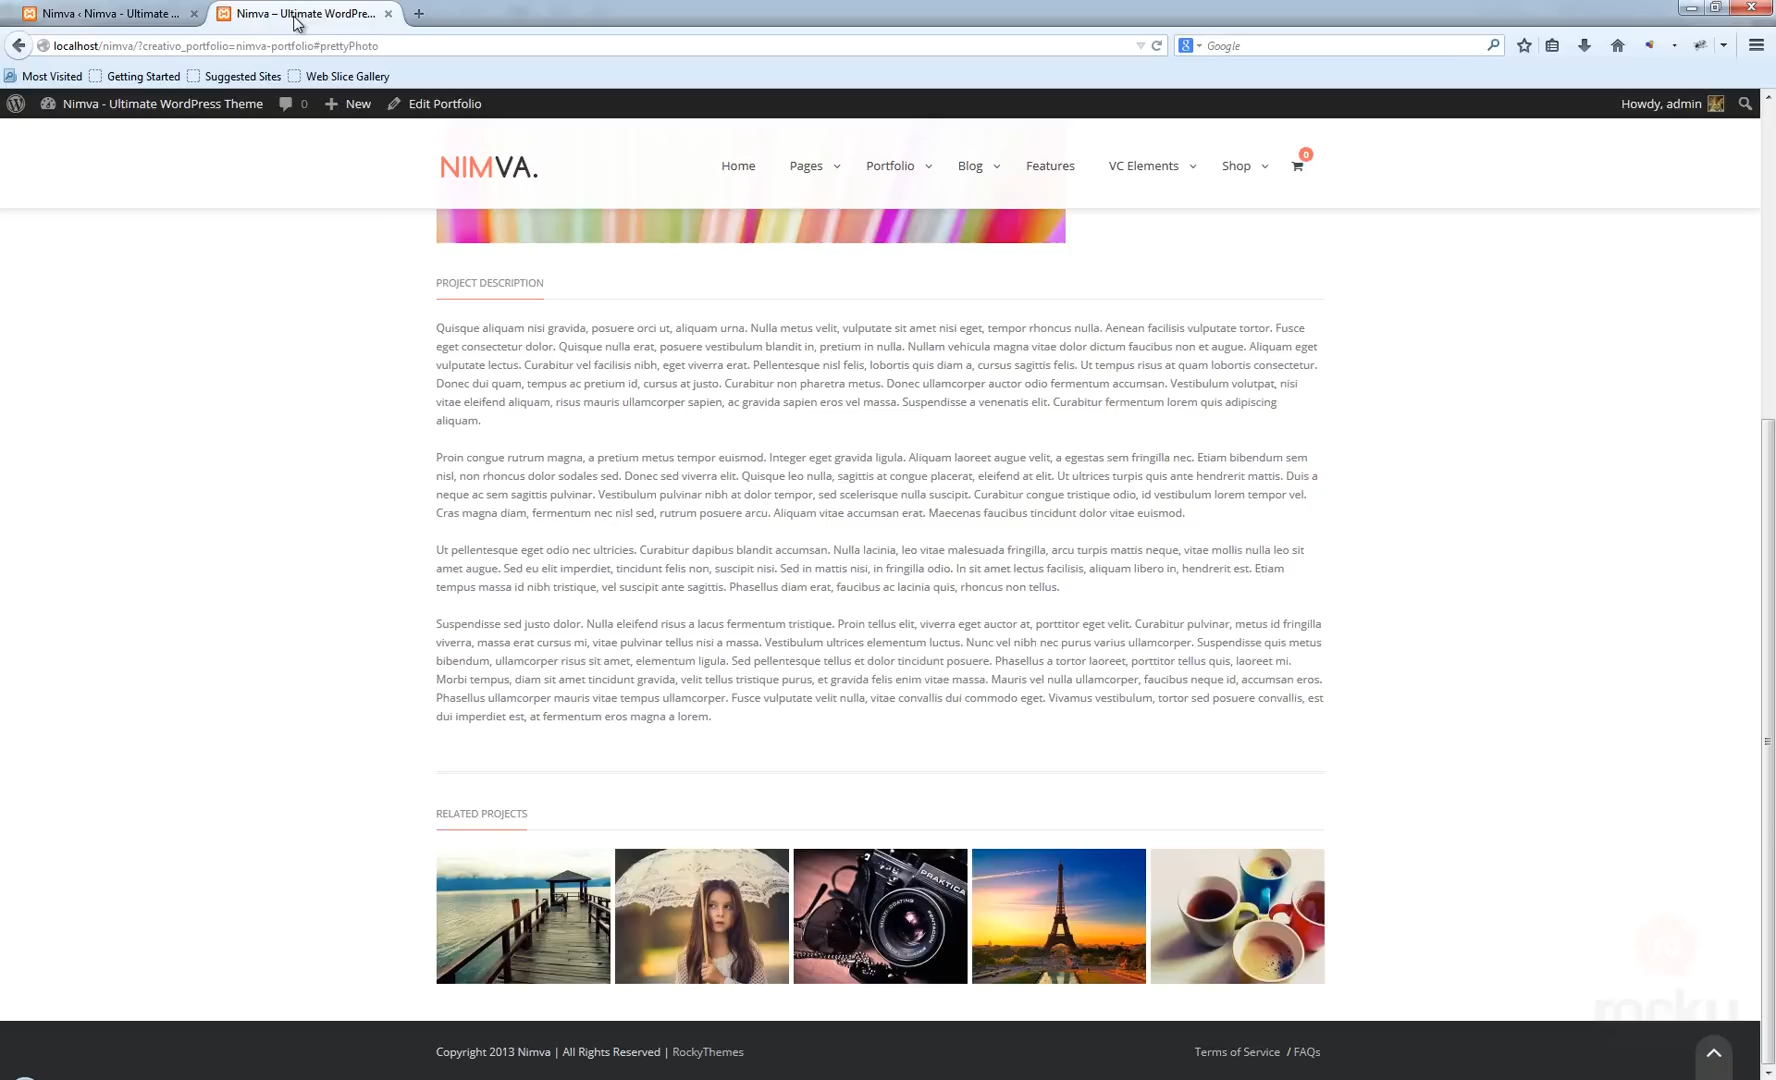 Nimva ‹ Nimva - Ultimate ...
Nimva – Ultimate WordPre...
localhost/nimva/?creativo_portfolio=nimva-portfolio#prettyPhoto
Google
Most Visited Getting Started Suggested Sites Web Slice Gallery
Nimva - Ultimate WordPress Theme 0 New Edit Portfolio Howdy, admin
NIMVA. Home Pages Portfolio Blog Features VC Elements Shop 0
PROJECT DESCRIPTION
Quisque aliquam nisi gravida, posuere orci ut, aliquam urna. Nulla metus velit, vulputate sit amet nisi eget, tempor rhoncus nulla. Aenean facilisis vulputate tortor. Fusce
eget consectetur dolor. Quisque nulla erat, posuere vestibulum blandit in, pretium in nulla. Nullam vehicula magna vitae dolor dictum faucibus non et augue. Aliquam eget
vulputate lectus. Curabitur vel facilisis nibh, eget viverra erat. Pellentesque nisl felis, lobortis quis diam a, cursus sagittis felis. Ut tempus risus at quam lobortis consectetur.
Donec dui quam, tempus ac pretium id, cursus at justo. Curabitur non pharetra metus. Donec ullamcorper auctor odio fermentum accumsan. Vestibulum volutpat, nisi
vitae eleifend aliquam, risus mauris ullamcorper sapien, ac gravida sapien eros vel massa. Suspendisse a venenatis elit. Curabitur fermentum lorem quis adipiscing
aliquam.
Proin congue rutrum magna, a pretium metus tempor euismod. Integer eget gravida ligula. Aliquam laoreet augue velit, a egestas sem fringilla nec. Etiam bibendum sem
nisl, non rhoncus dolor sodales sed. Donec sed viverra elit. Quisque leo nulla, sagittis at congue placerat, eleifend at elit. Ut ultrices turpis quis ante hendrerit mattis. Duis a
neque ac sem sagittis pulvinar. Vestibulum pulvinar nibh at dolor tempor, sed scelerisque nulla suscipit. Curabitur congue tristique odio, id vestibulum lorem tempor vel.
Cras magna diam, fermentum nec nisl sed, rutrum posuere arcu. Aliquam vitae accumsan erat. Maecenas faucibus tincidunt dolor vitae euismod.
Ut pellentesque eget odio nec ultricies. Curabitur dapibus blandit accumsan. Nulla lacinia, leo vitae malesuada fringilla, arcu turpis mattis neque, vitae mollis nulla leo sit
amet augue. Sed eu elit imperdiet, tincidunt felis non, suscipit nisi. Sed in mattis nisi, in fringilla odio. In sit amet lectus facilisis, aliquam libero in, hendrerit est. Etiam
tempus massa id nibh tristique, vel suscipit ante sagittis. Phasellus diam erat, faucibus ac lacinia quis, rhoncus non tellus.
Suspendisse sed justo dolor. Nulla eleifend risus a lacus fermentum tristique. Proin tellus elit, viverra eget auctor at, porttitor eget velit. Curabitur pulvinar, metus id fringilla
viverra, massa erat cursus mi, vitae pulvinar tellus nisi a massa. Vestibulum ultrices elementum luctus. Nunc vel nibh nec purus varius ullamcorper. Suspendisse quis metus
bibendum, ullamcorper risus sit amet, elementum ligula. Sed pellentesque tellus et dolor tincidunt posuere. Phasellus a tortor laoreet, porttitor tellus quis, laoreet mi.
Morbi tempus, diam sit amet tincidunt gravida, velit tellus tristique purus, et gravida felis enim vitae massa. Mauris vel nulla ullamcorper, faucibus neque id, accumsan eros.
Phasellus ullamcorper mauris vitae tempus ullamcorper. Fusce vulputate velit nulla, vitae convallis dui commodo eget. Vivamus vestibulum, tortor sed posuere convallis, est
dui imperdiet est, at fermentum eros magna a lorem.
RELATED PROJECTS
PRAKTICA
rocku
Copyright 2013 Nimva | All Rights Reserved | RockyThemes Terms of Service / FAQs